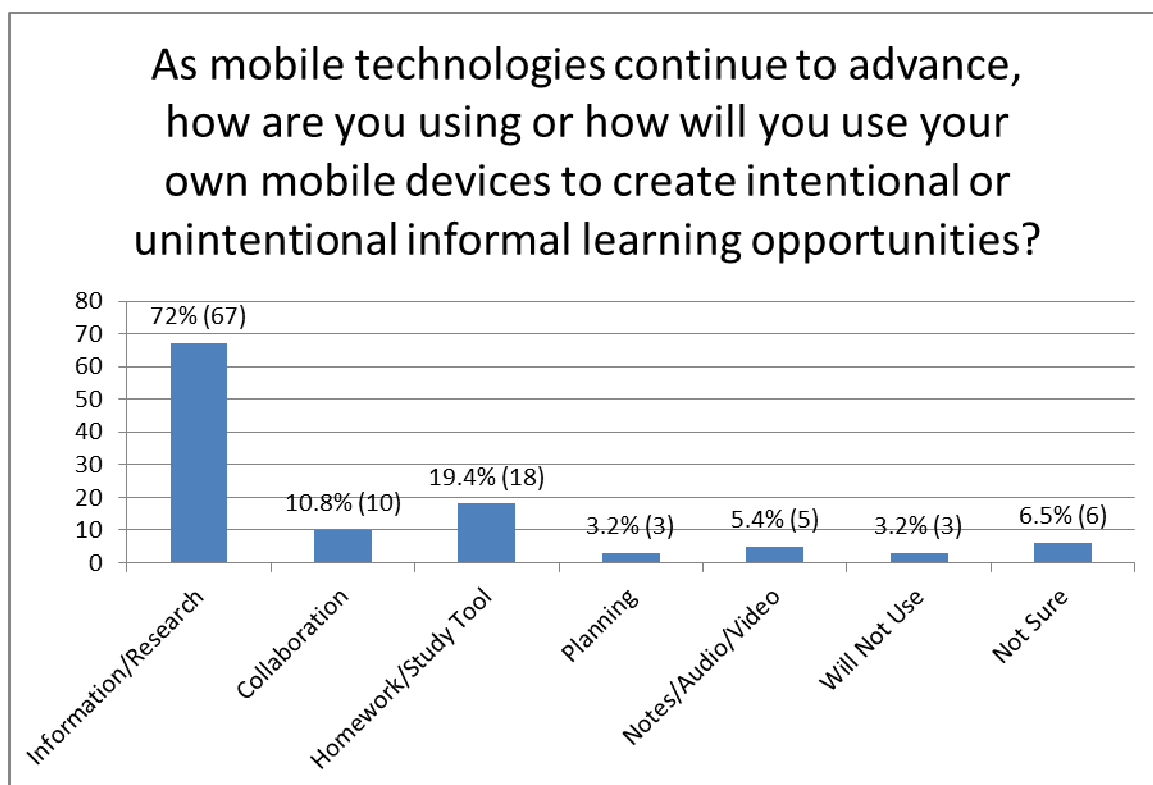 As mobile technologies continue to advance,
how are you using or how will you use your
own mobile devices to create intentional or
unintentional informal learning opportunities?
80
70
60
50
40
30
20
10
0
72% (67)
10.8% (10)
19.4% (18)
3.2% (3)
5.4% (5)
3.2% (3)
6.5% (6)
Information/Research
Collaboration
Homework/Study Tool
Planning
Notes/Audio/Video
Will Not Use
Not Sure